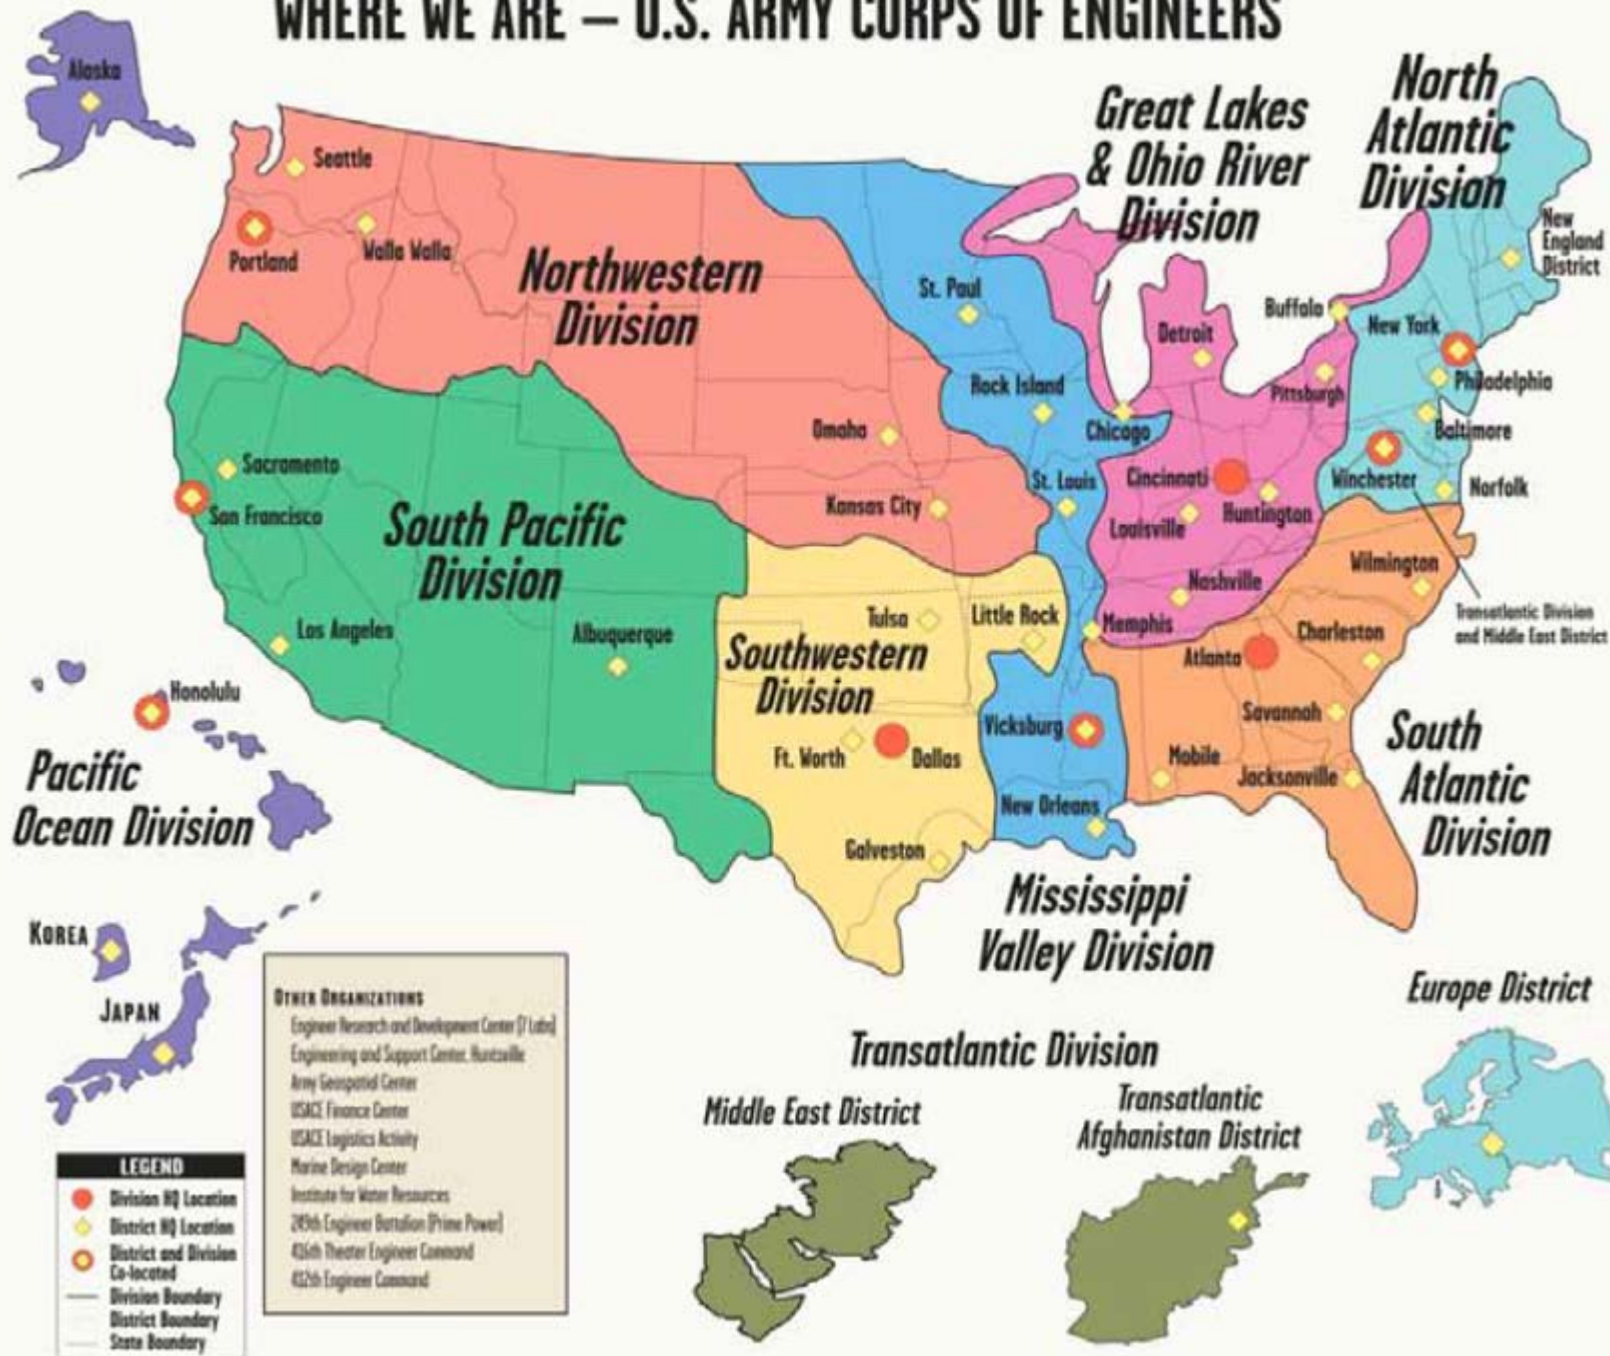 WHERE WE ARE – U.S. ARMY CORPS OF ENGINEERS
Alaska
Seattle
Portland
Walla Walla
Northwestern
Division
Great Lakes
& Ohio River
Division
North
Atlantic
Division
New
England
District
St. Paul
Buffalo
New York
Detroit
Rock Island
Pittsburgh
Philadelphia
Omaha
Chicago
Baltimore
Sacramento
St. Louis
Cincinnati
Winchester
Norfolk
San Francisco
Kansas City
Louisville
Huntington
South Pacific
Division
Wilmington
Nashville
Transatlantic Division
and Middle East District
Los Angeles
Albuquerque
Tulsa
Little Rock
Memphis
Charleston
Southwestern
Division
Atlanta
Honolulu
Savannah
Vicksburg
Ft. Worth
Dallas
Mobile
Jacksonville
South
Atlantic
Division
Pacific
Ocean Division
New Orleans
Galveston
Mississippi
Valley Division
KOREA
JAPAN
OTHER ORGANIZATIONS
Engineer Research and Development Center (7 Labs)
Engineering and Support Center, Huntsville
Army Geospatial Center
USACE Finance Center
USACE Logistics Activity
Marine Design Center
Institute for Water Resources
249th Engineer Battalion (Prime Power)
416th Theater Engineer Command
412th Engineer Command
Europe District
Transatlantic Division
Middle East District
Transatlantic
Afghanistan District
LEGEND
Division HQ Location
District HQ Location
District and Division
Co-located
Division Boundary
District Boundary
State Boundary